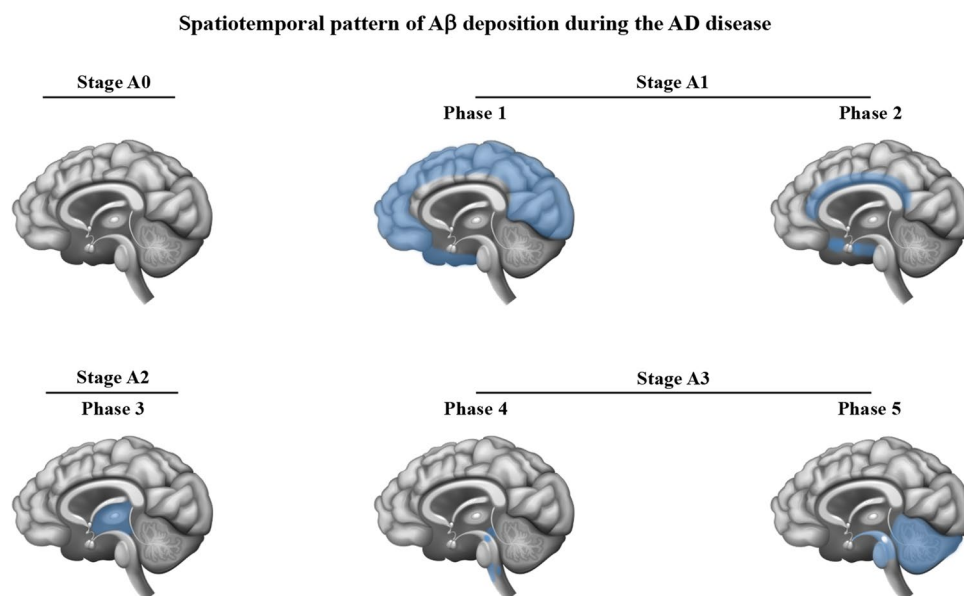 Spatiotemporal pattern of Aβ deposition during the AD disease
Stage A0
Stage A1
Phase 1
Phase 2
Stage A2
Stage A3
Phase 3
Phase 4
Phase 5